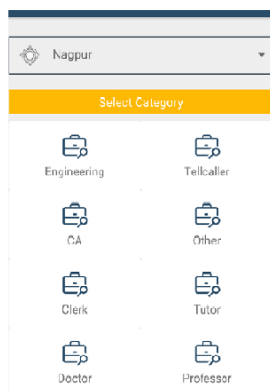 Nagpur
Select Category
Engineering Tellcaller
CA Other
Clerk Tutor
Doctor Professor